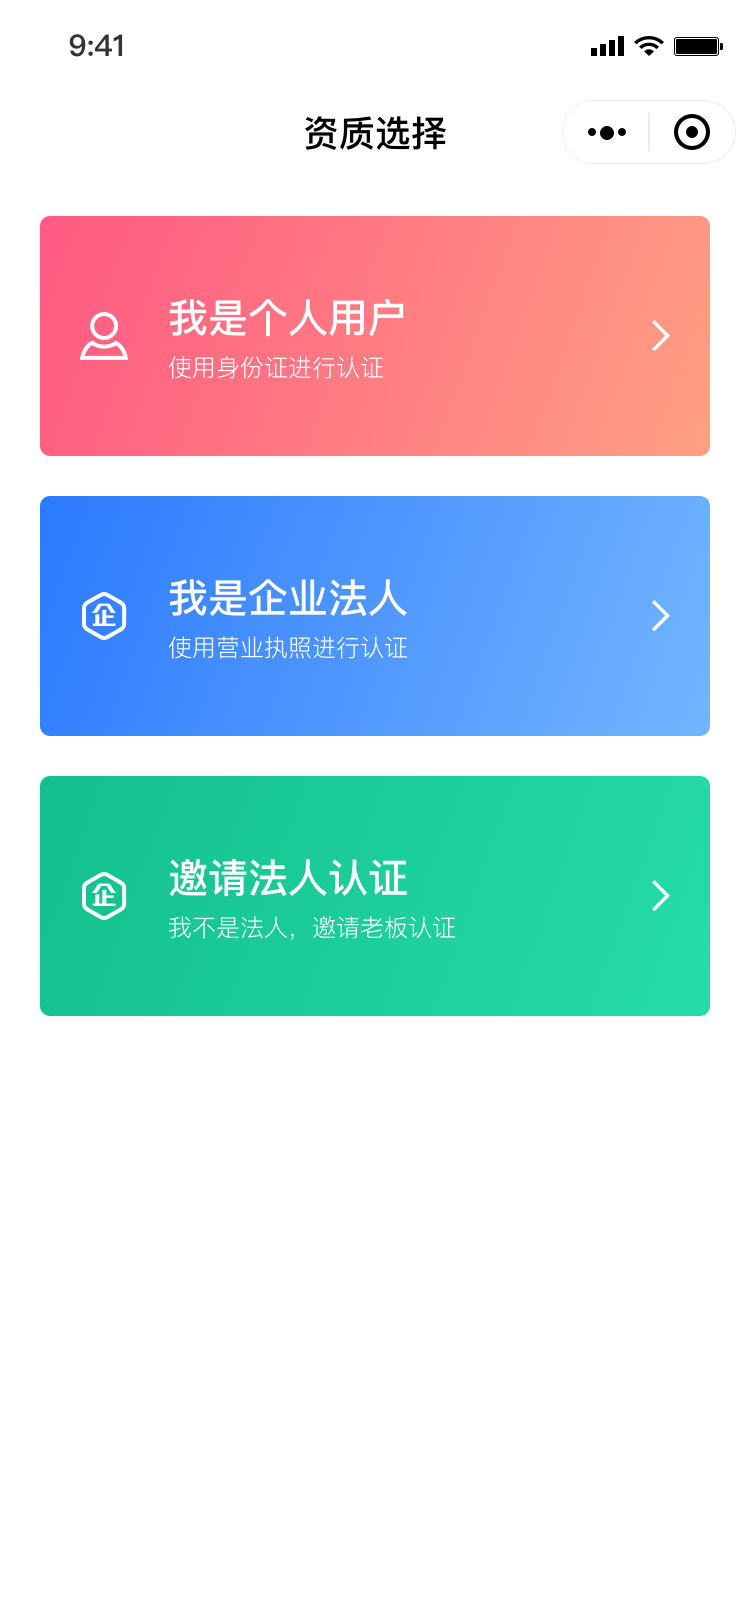 9:41
资质选择
我是个人用户
使用身份证进行认证
企
我是企业法人
使用营业执照进行认证
企
邀请法人认证
我不是法人，邀请老板认证